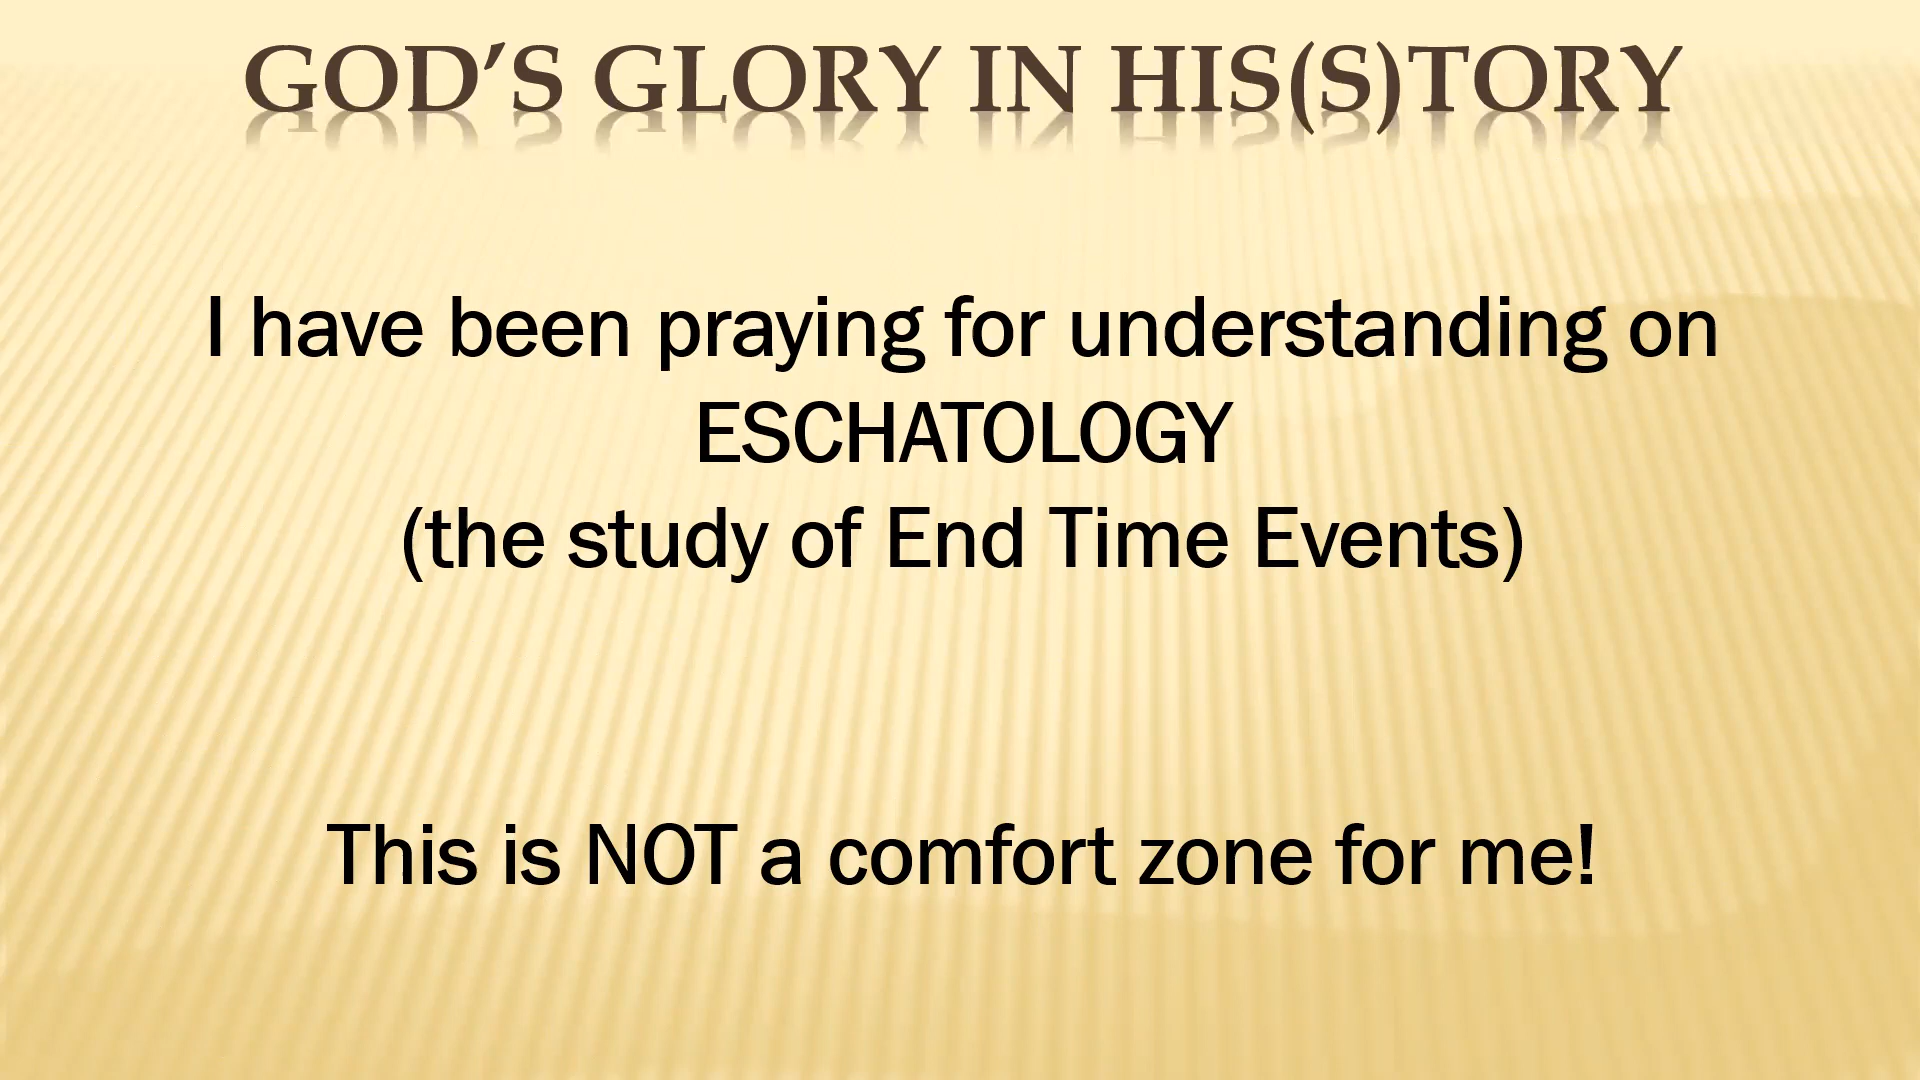 GOD’S GLORY IN HIS(S)TORY
I have been praying for understanding on
ESCHATOLOGY
(the study of End Time Events)
This is NOT a comfort zone for me!